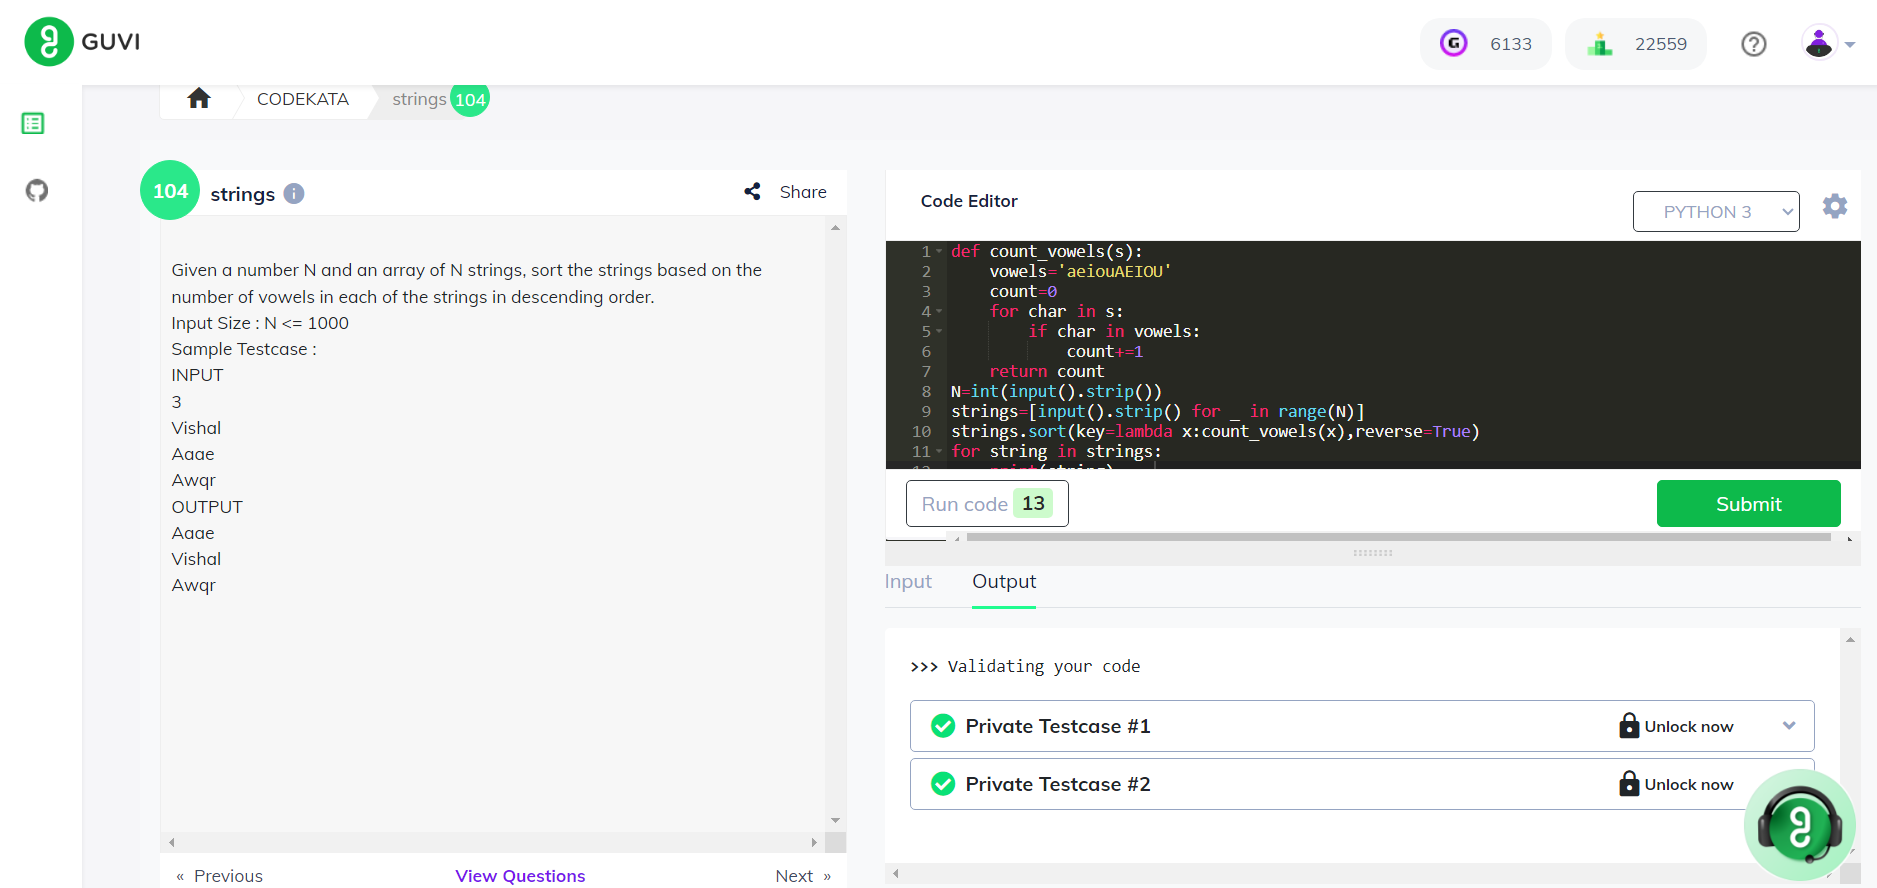 GUVI
6133
22559
CODEKATA
strings 104
104 strings
Share
Given a number N and an array of N strings, sort the strings based on the
number of vowels in each of the strings in descending order.
Input Size : N <= 1000
Sample Testcase :
INPUT
3
Vishal
Aaae
Awqr
OUTPUT
Aaae
Vishal
Awqr
« Previous
View Questions
Next »
Code Editor
PYTHON 3
1 def count_vowels(s):
2     vowels='aeiouAEIOU'
3     count=0
4     for char in s:
5         if char in vowels:
6             count+=1
7     return count
8 N=int(input().strip())
9 strings=[input().strip() for _ in range(N)]
10 strings.sort(key=lambda x:count_vowels(x),reverse=True)
11 for string in strings:
12     print(string)
Run code 13
Submit
Input
Output
>>> Validating your code
Private Testcase #1
Unlock now
Private Testcase #2
Unlock now